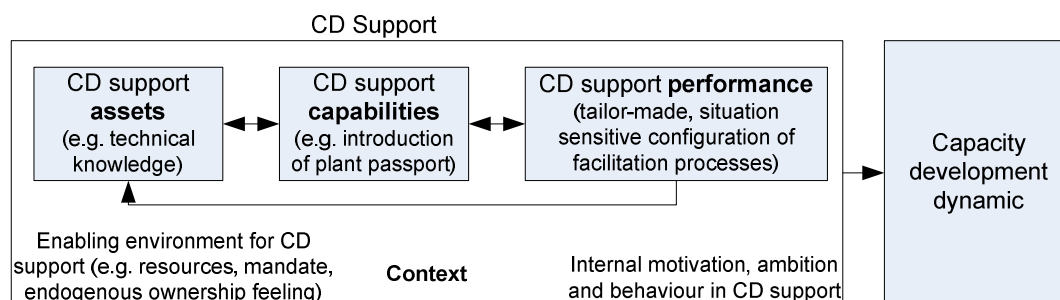 CD Support
CD support
assets
(e.g. technical
knowledge)
CD support
capabilities
(e.g. introduction
of plant passport)
CD support performance
(tailor-made, situation
sensitive configuration of
facilitation processes)
Capacity
development
dynamic
Enabling environment for CD
support (e.g. resources, mandate,
endogenous ownership feeling)
Context
Internal motivation, ambition
and behaviour in CD support